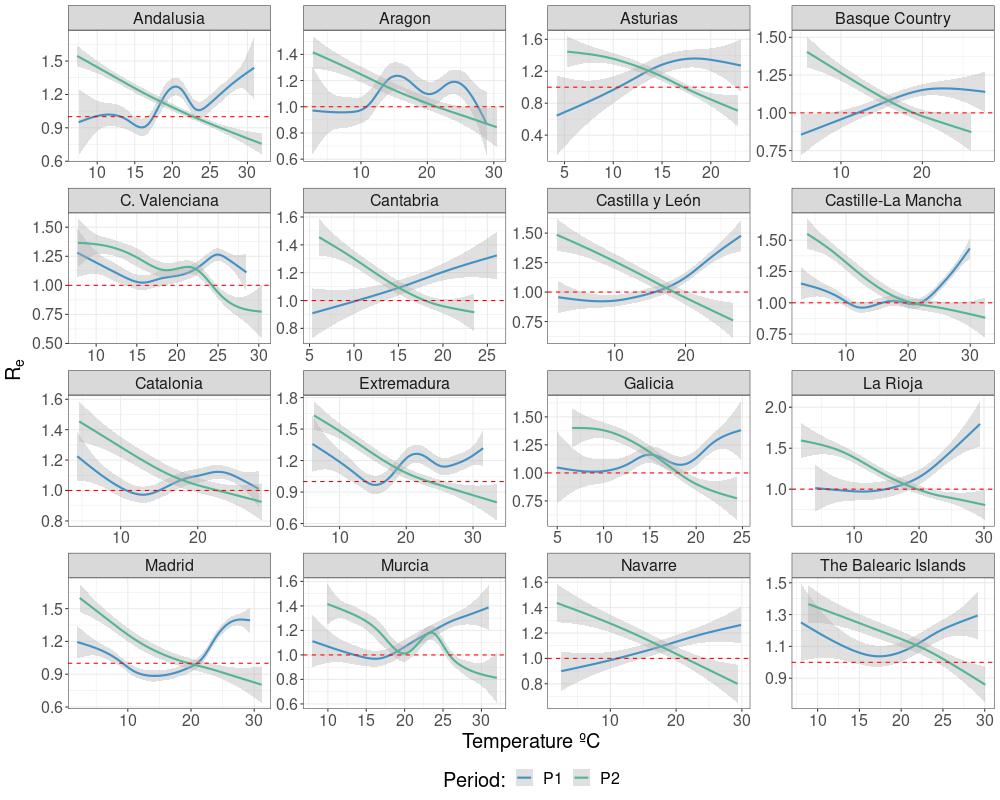 Andalusia Aragon Asturias Basque Country
1.5 1.2 0.9 0.6
1.4 1.2 1.0 0.8 0.6
1.6 1.2 0.8 0.4
1.50 1.25 1.00 0.75
10 15 20 25 30
0 10 20 30
5 10 15 20
10 20
C. Valenciana Cantabria Castilla y León Castille-La Mancha
1.50 1.25 1.00 0.75 0.50
1.6 1.4 1.2 1.0 0.8
1.50 1.25 1.00 0.75
1.50 1.25 1.00 0.75
10 15 20 25 30
5 10 15 20 25
10 20
10 20 30
Catalonia Extremadura Galicia La Rioja
1.6 1.4 1.2 1.0 0.8
1.8 1.5 1.2 0.9 0.6
1.50 1.25 1.00 0.75
2.0 1.5 1.0
10 20
10 20 30
5 10 15 20 25
10 20 30
Madrid Murcia Navarre The Balearic Islands
1.5 1.2 0.9 0.6
1.6 1.4 1.2 1.0 0.8 0.6
1.6 1.4 1.2 1.0 0.8
1.5 1.3 1.1 0.9
10 20 30
10 15 20 25 30
10 20 30
10 15 20 25 30
Re
Temperature ºC
Period: P1 P2